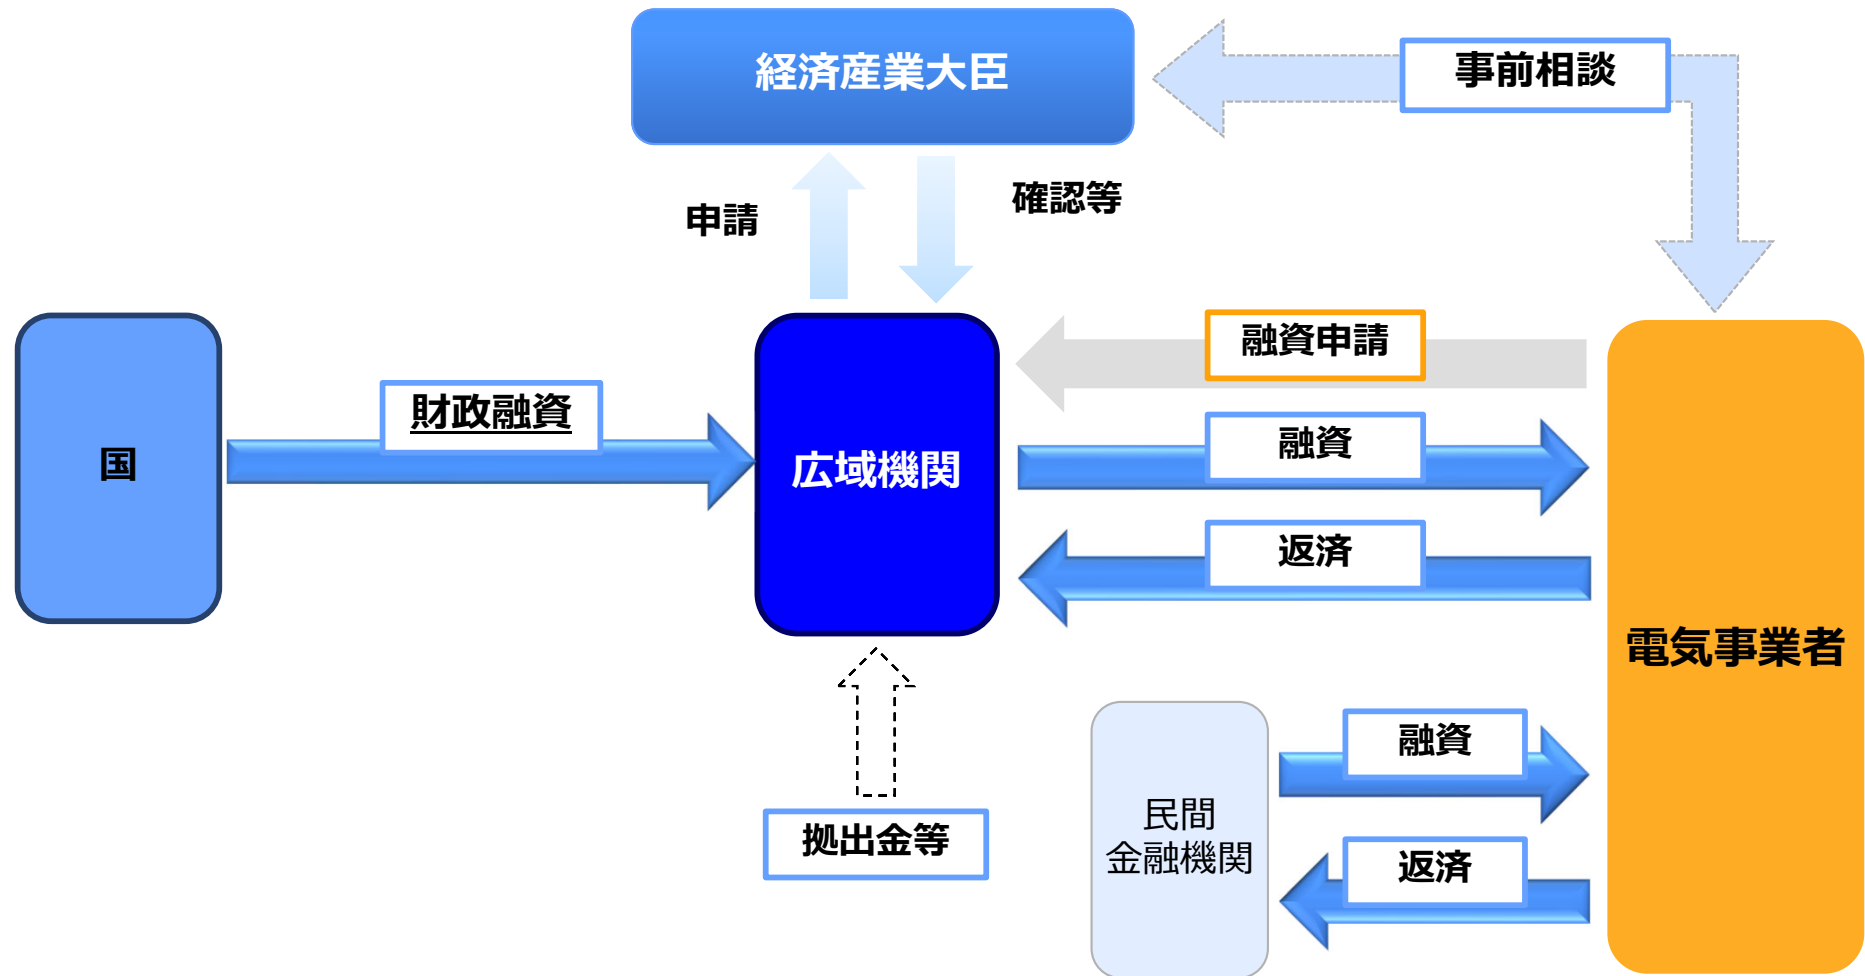 経済産業大臣
事前相談
申請
確認等
国
財政融資
広域機関
融資申請
融資
返済
電気事業者
拠出金等
民間
金融機関
融資
返済